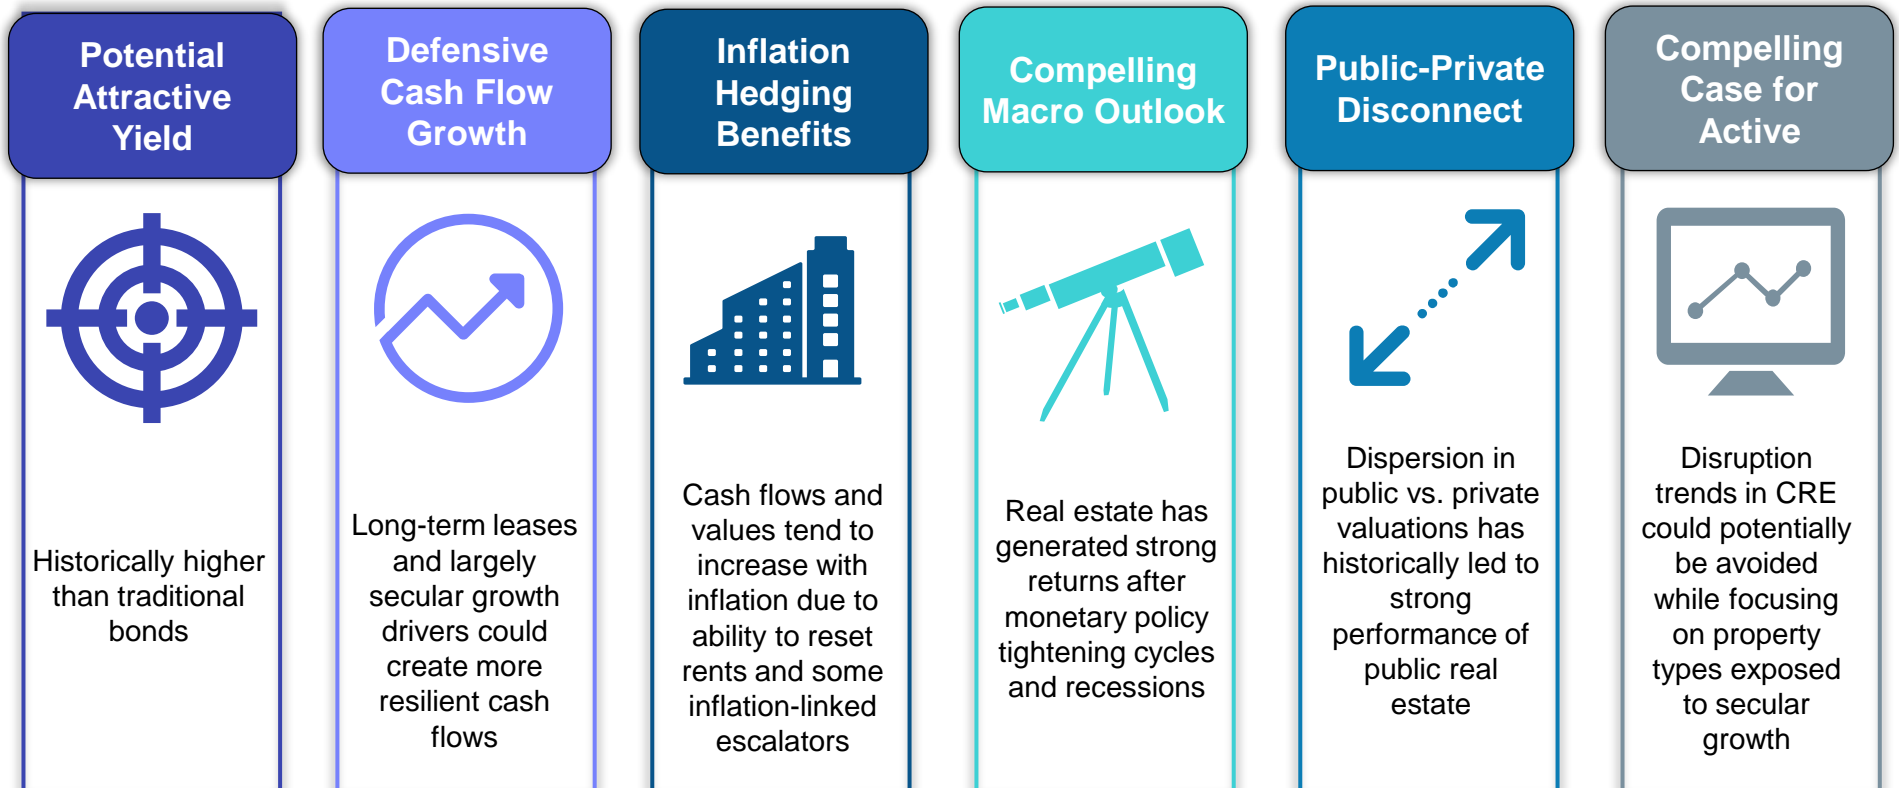 Potential
Attractive
Yield
Historically higher
than traditional
bonds
Defensive
Cash Flow
Growth
Long-term leases
and largely
secular growth
drivers could
create more
resilient cash
flows
Inflation
Hedging
Benefits
Cash flows and
values tend to
increase with
inflation due to
ability to reset
rents and some
inflation-linked
escalators
Compelling
Macro Outlook
Real estate has
generated strong
returns after
monetary policy
tightening cycles
and recessions
Public-Private
Disconnect
Dispersion in
public vs. private
valuations has
historically led to
strong
performance of
public real
estate
Compelling
Case for
Active
Disruption
trends in CRE
could potentially
be avoided
while focusing
on property
types exposed
to secular
growth